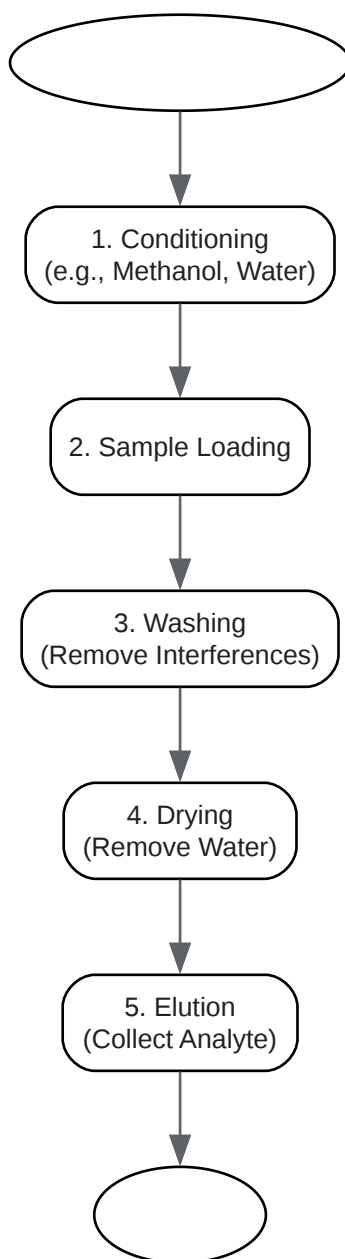 1. Conditioning
(e.g., Methanol, Water)
2. Sample Loading
3. Washing
(Remove Interferences)
4. Drying
(Remove Water)
5. Elution
(Collect Analyte)